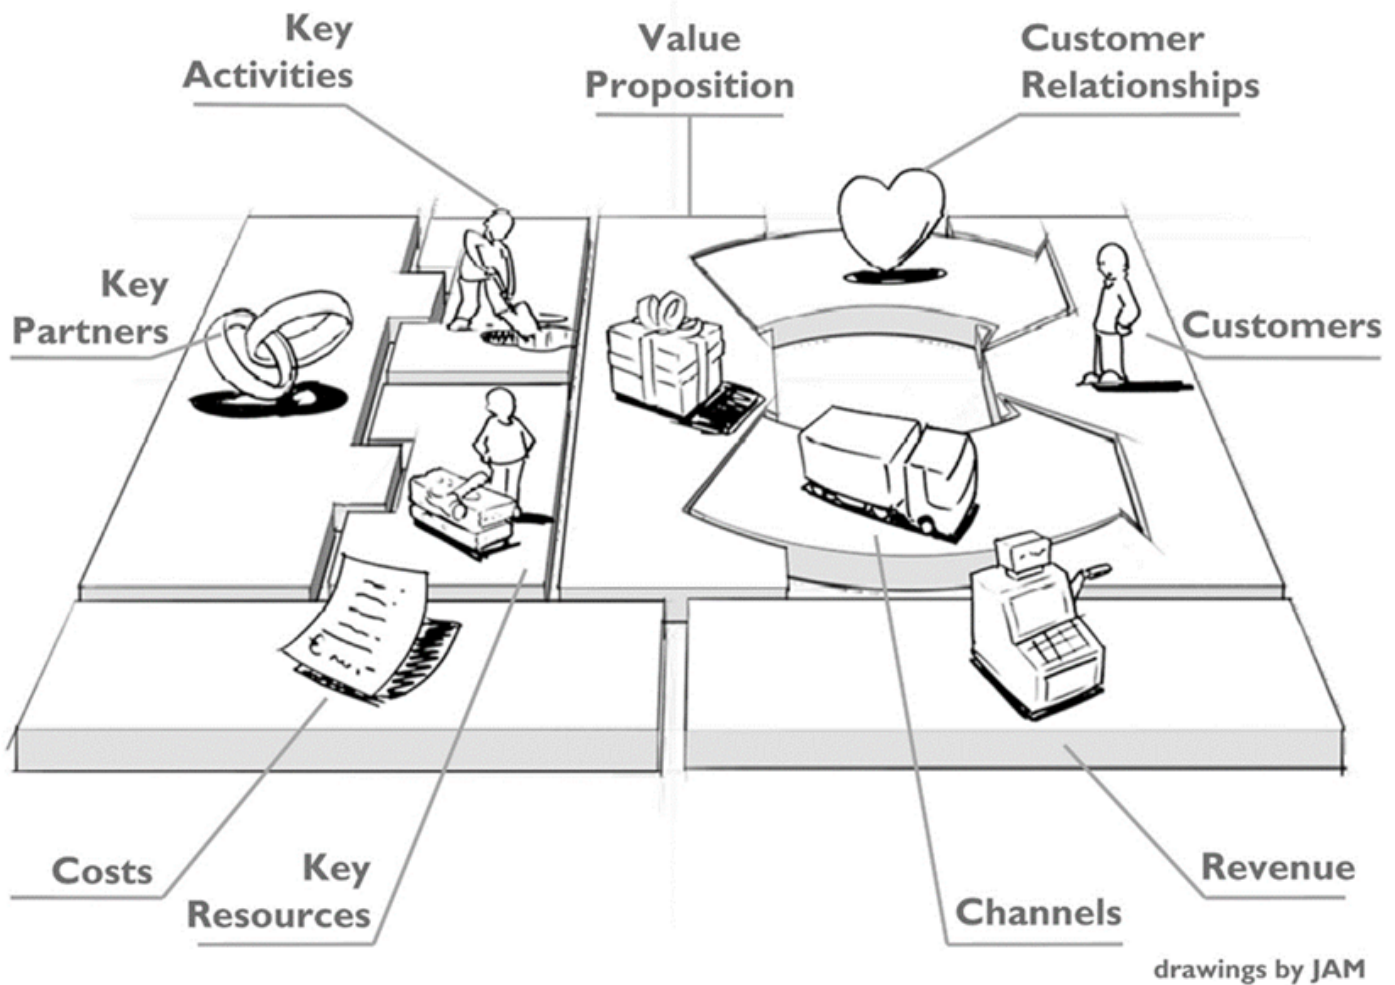 Key
Activities
Value
Proposition
Customer
Relationships
Key
Partners
Customers
Costs
Key
Resources
Channels
Revenue
drawings by JAM